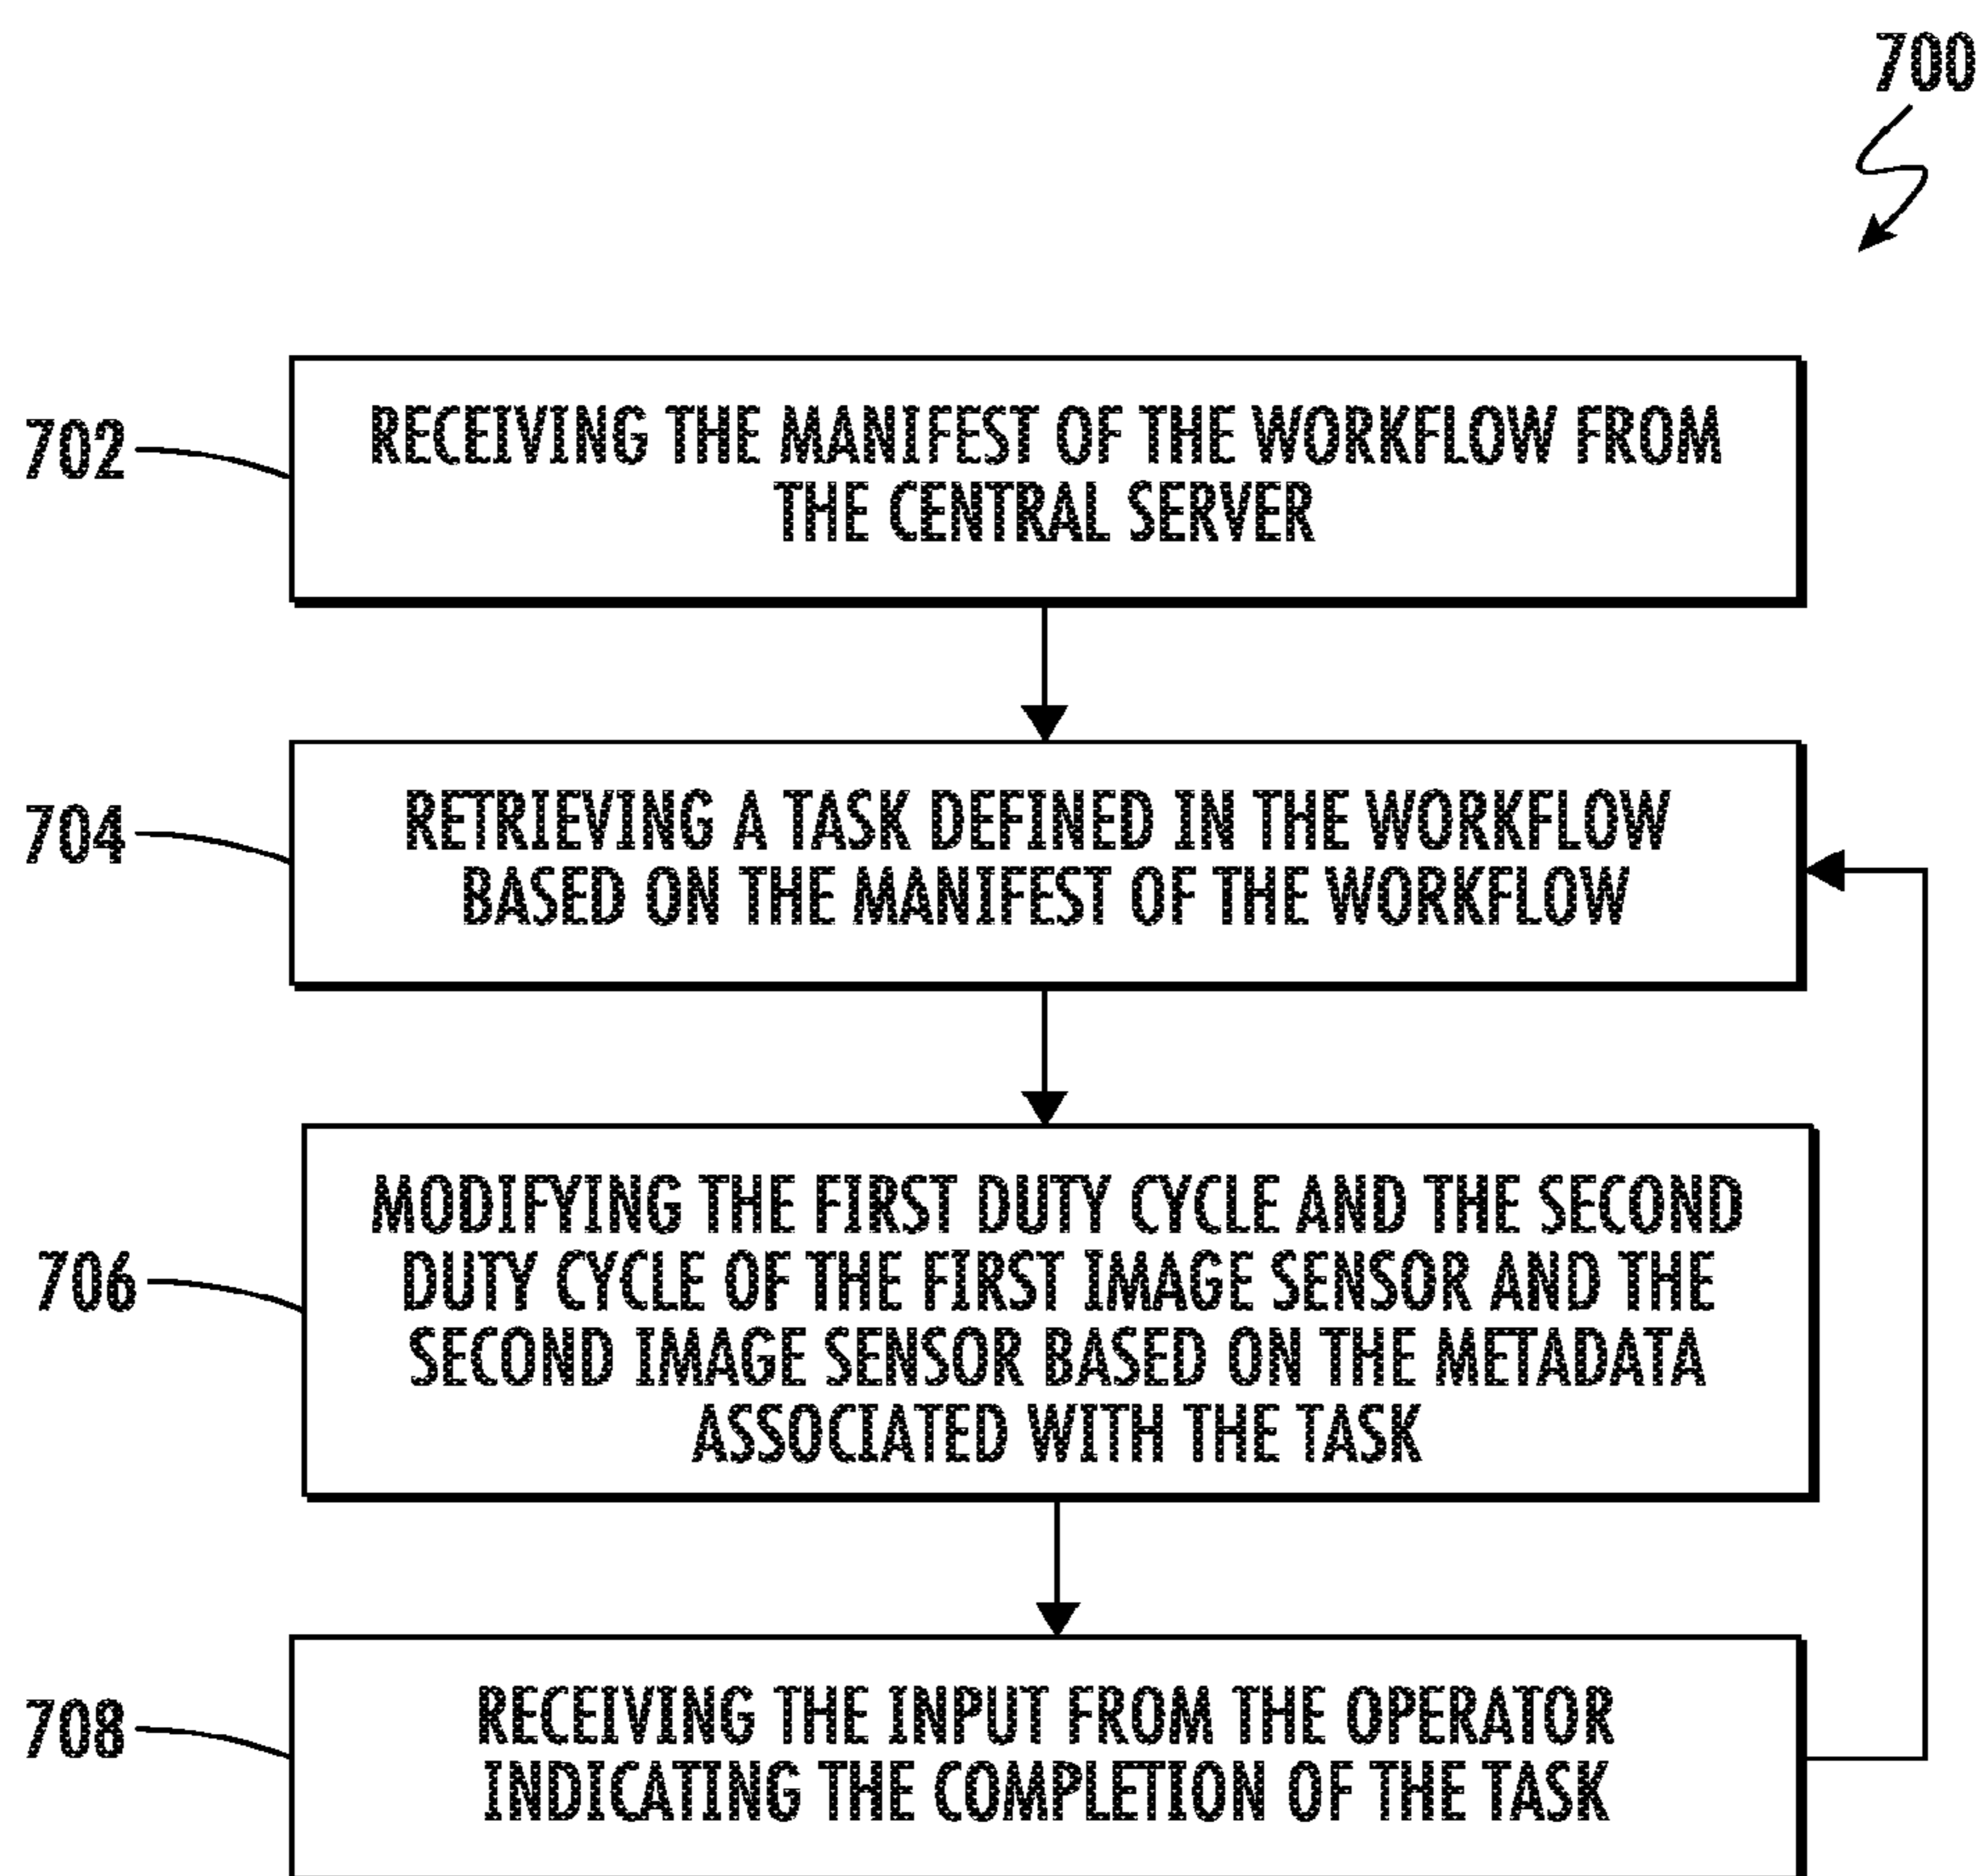 700
702
RECEIVING THE MANIFEST OF THE WORKFLOW FROM
THE CENTRAL SERVER
704
RETRIEVING A TASK DEFINED IN THE WORKFLOW
BASED ON THE MANIFEST OF THE WORKFLOW
706
MODIFYING THE FIRST DUTY CYCLE AND THE SECOND
DUTY CYCLE OF THE FIRST IMAGE SENSOR AND THE
SECOND IMAGE SENSOR BASED ON THE METADATA
ASSOCIATED WITH THE TASK
708
RECEIVING THE INPUT FROM THE OPERATOR
INDICATING THE COMPLETION OF THE TASK